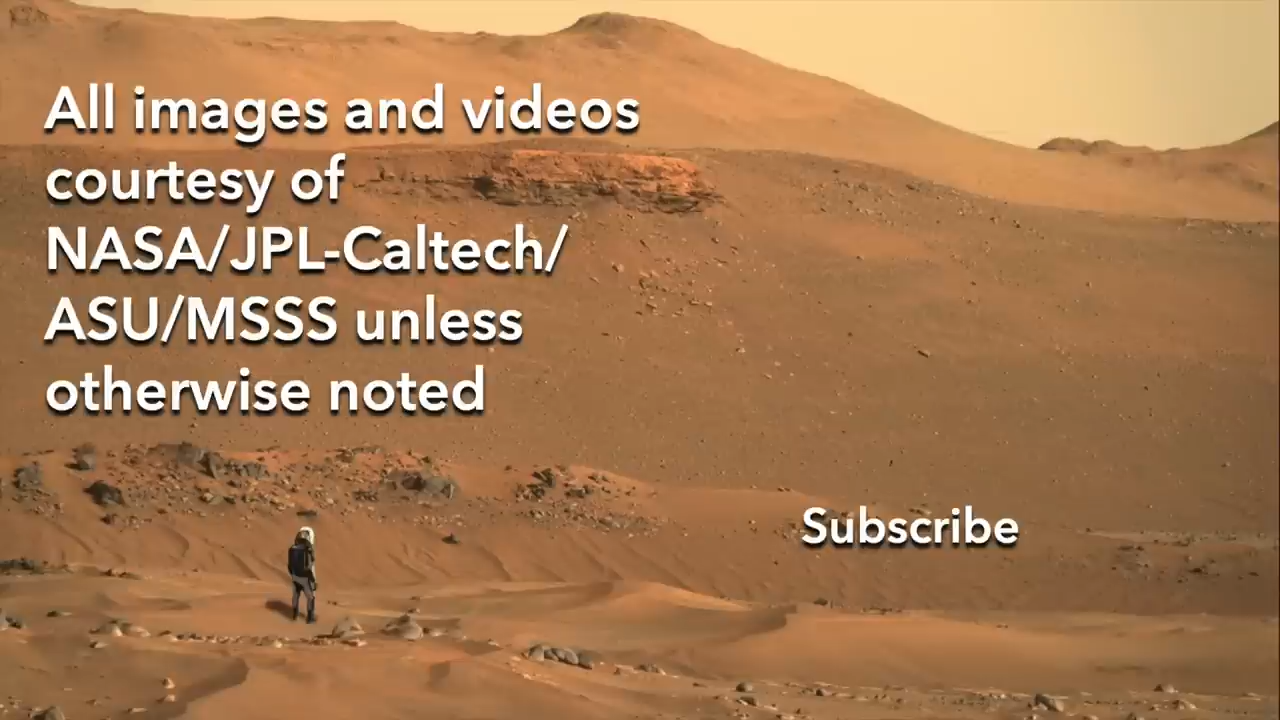 All images and videos
courtesy of
NASA/JPL-Caltech/
ASU/MSSS unless
otherwise noted
Subscribe